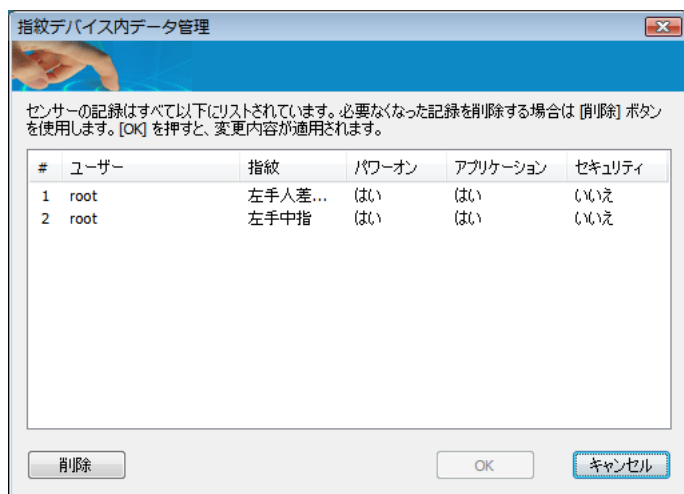 指紋デバイス内データ管理
センサーの記録はすべて以下にリストされています。必要なくなった記録を削除する場合は [削除] ボタン
を使用します。[OK] を押すと、変更内容が適用されます。
# ユーザー 指紋 パワーオン アプリケーション セキュリティ
1 root 左手人差... はい はい いいえ
2 root 左手中指 はい はい いいえ
削除 OK キャンセル